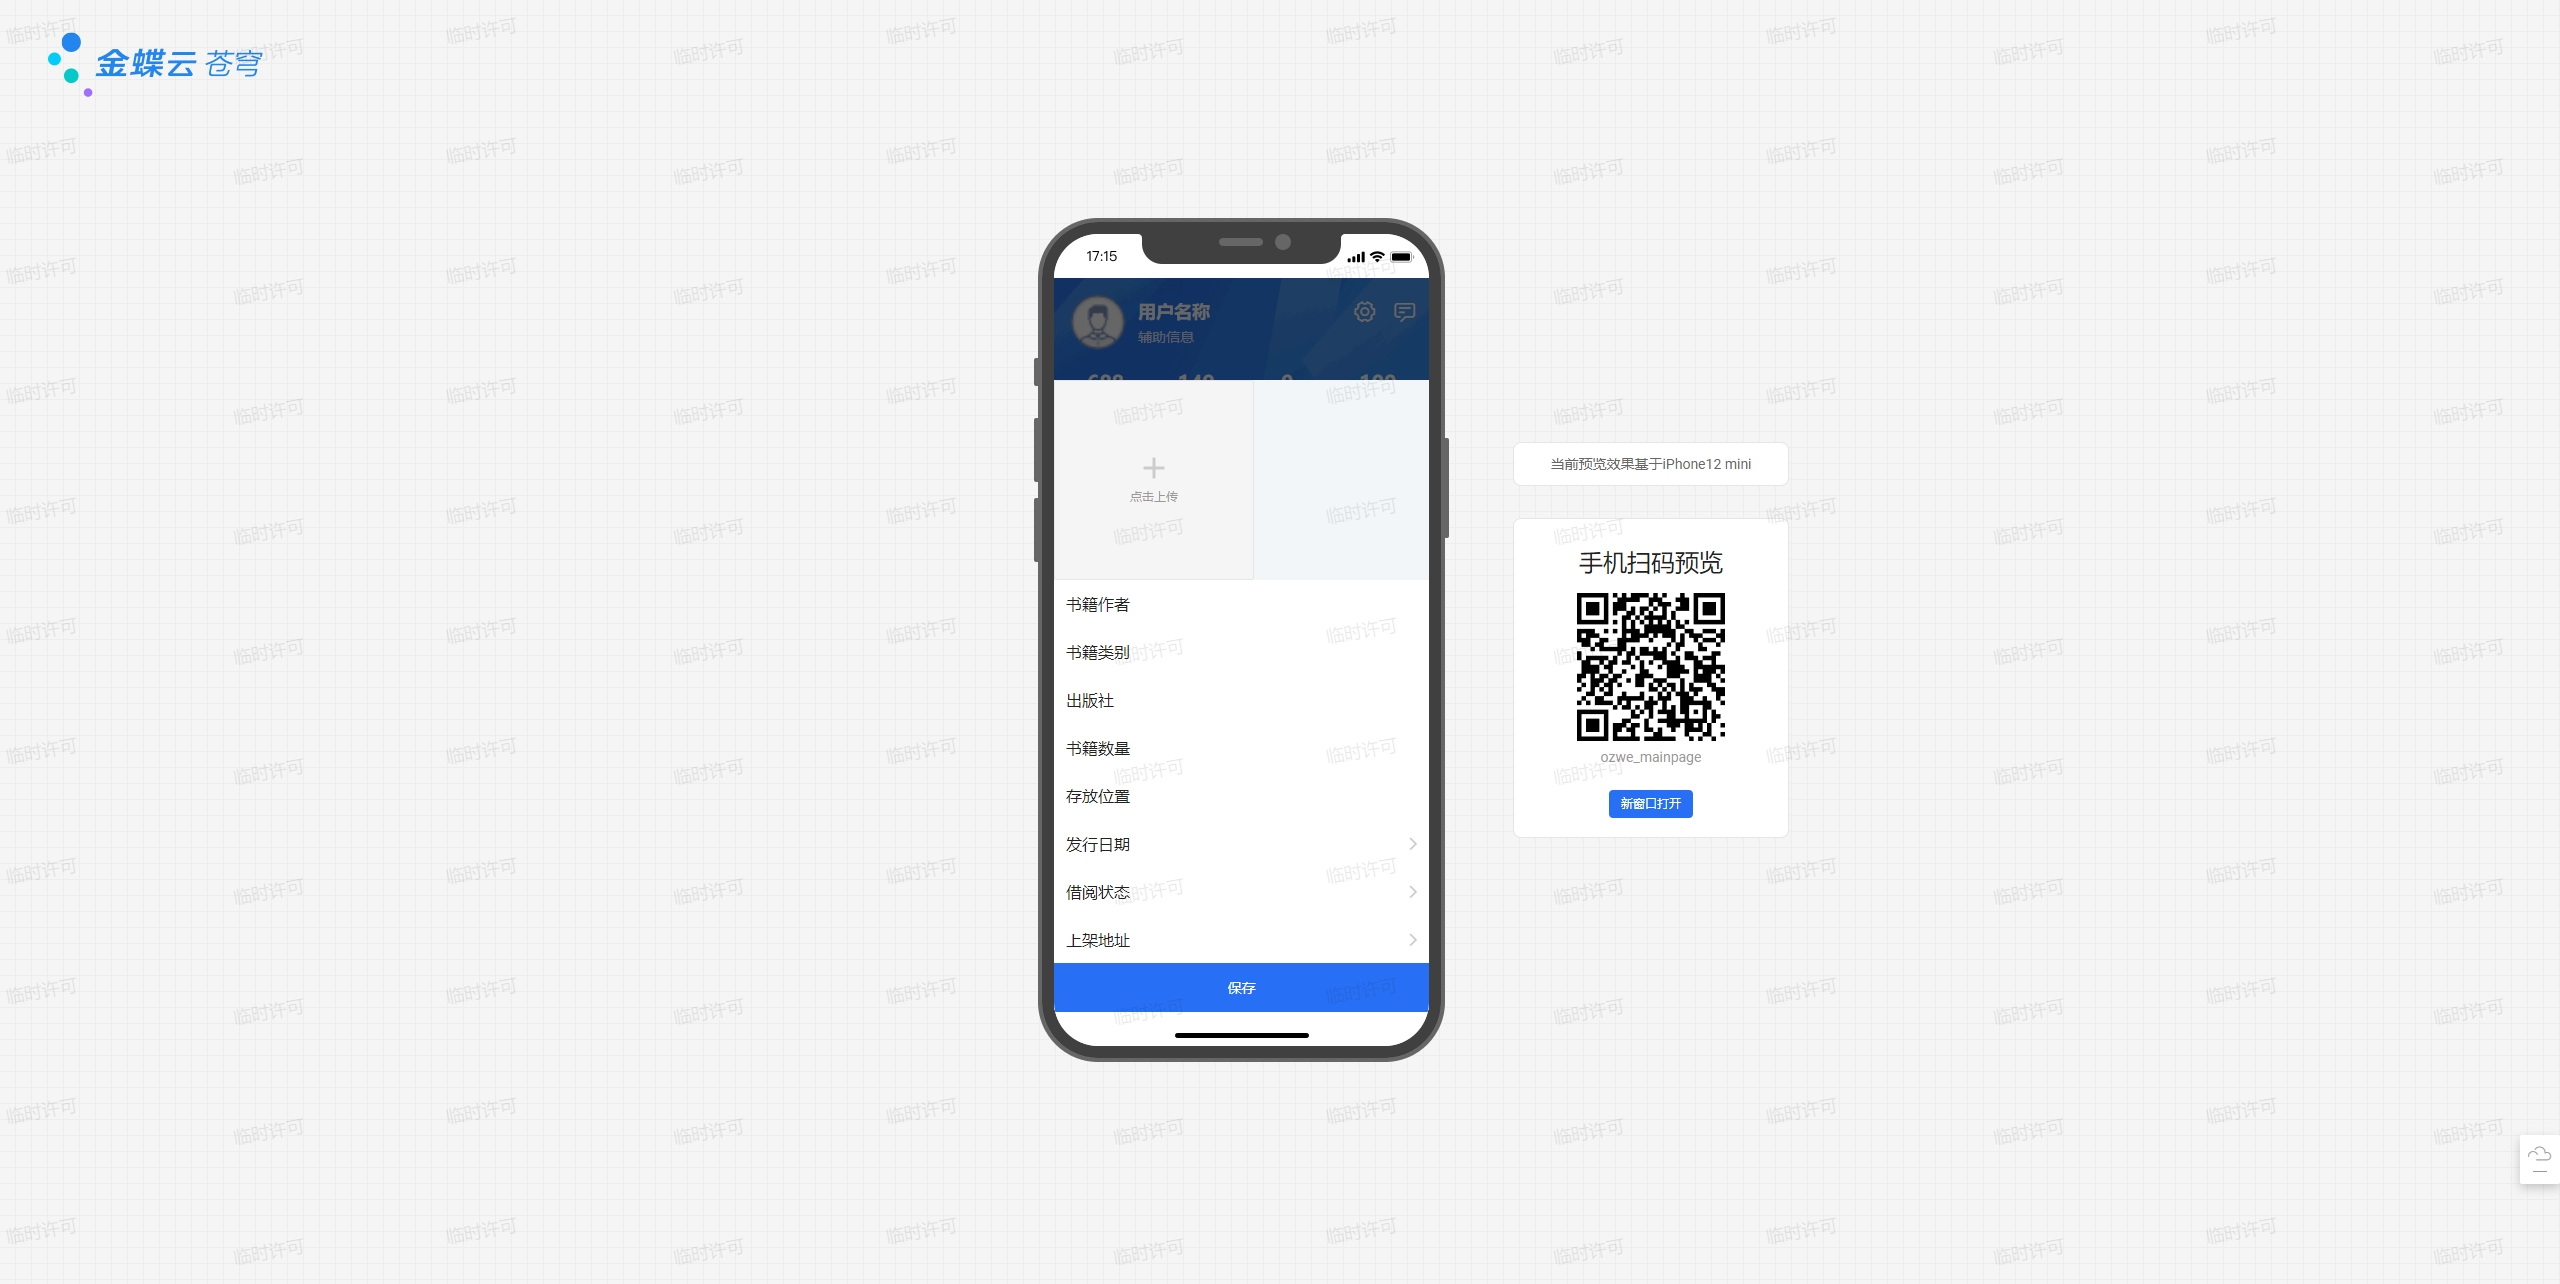 金蝶云 苍穹
17:15
用户名称
辅助信息
点击上传
书籍作者
书籍类别
出版社
书籍数量
存放位置
发行日期
借阅状态
上架地址
保存
当前预览效果基于iPhone12 mini
手机扫码预览
ozwe_mainpage
新窗口打开
临时许可